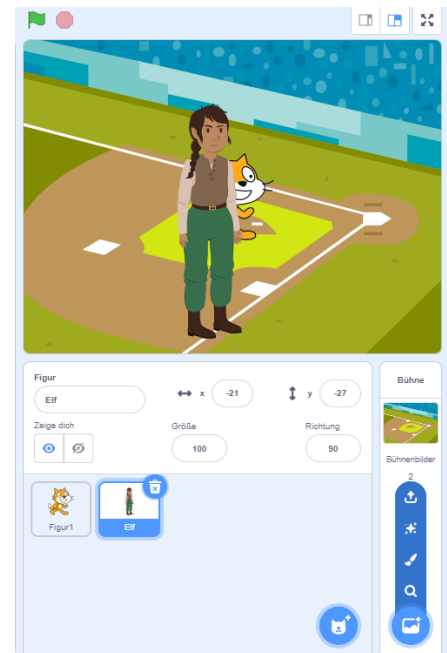 Figur
Elf
x -21
y -27
Zeige dich
Größe
100
Richtung
90
Figur1
Elf
Bühne
Bühnenbilder
2